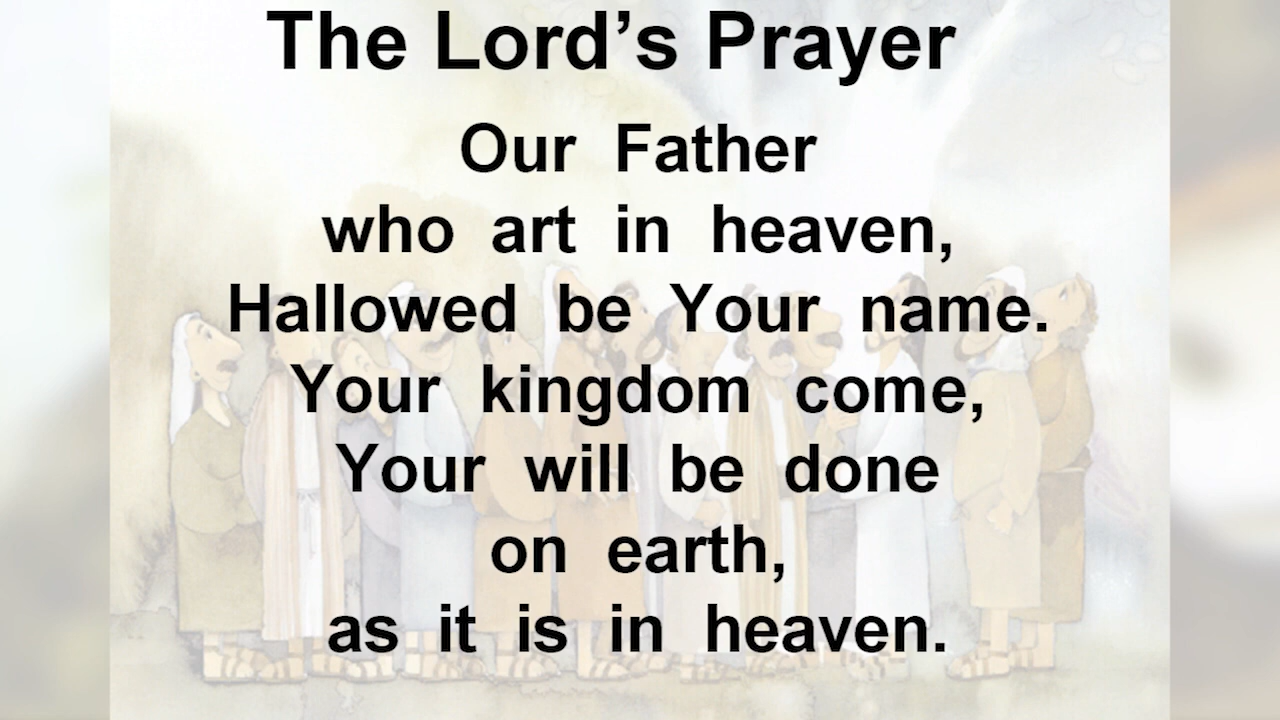 The Lord’s Prayer
Our Father
who art in heaven,
Hallowed be Your name.
Your kingdom come,
Your will be done
on earth,
as it is in heaven.